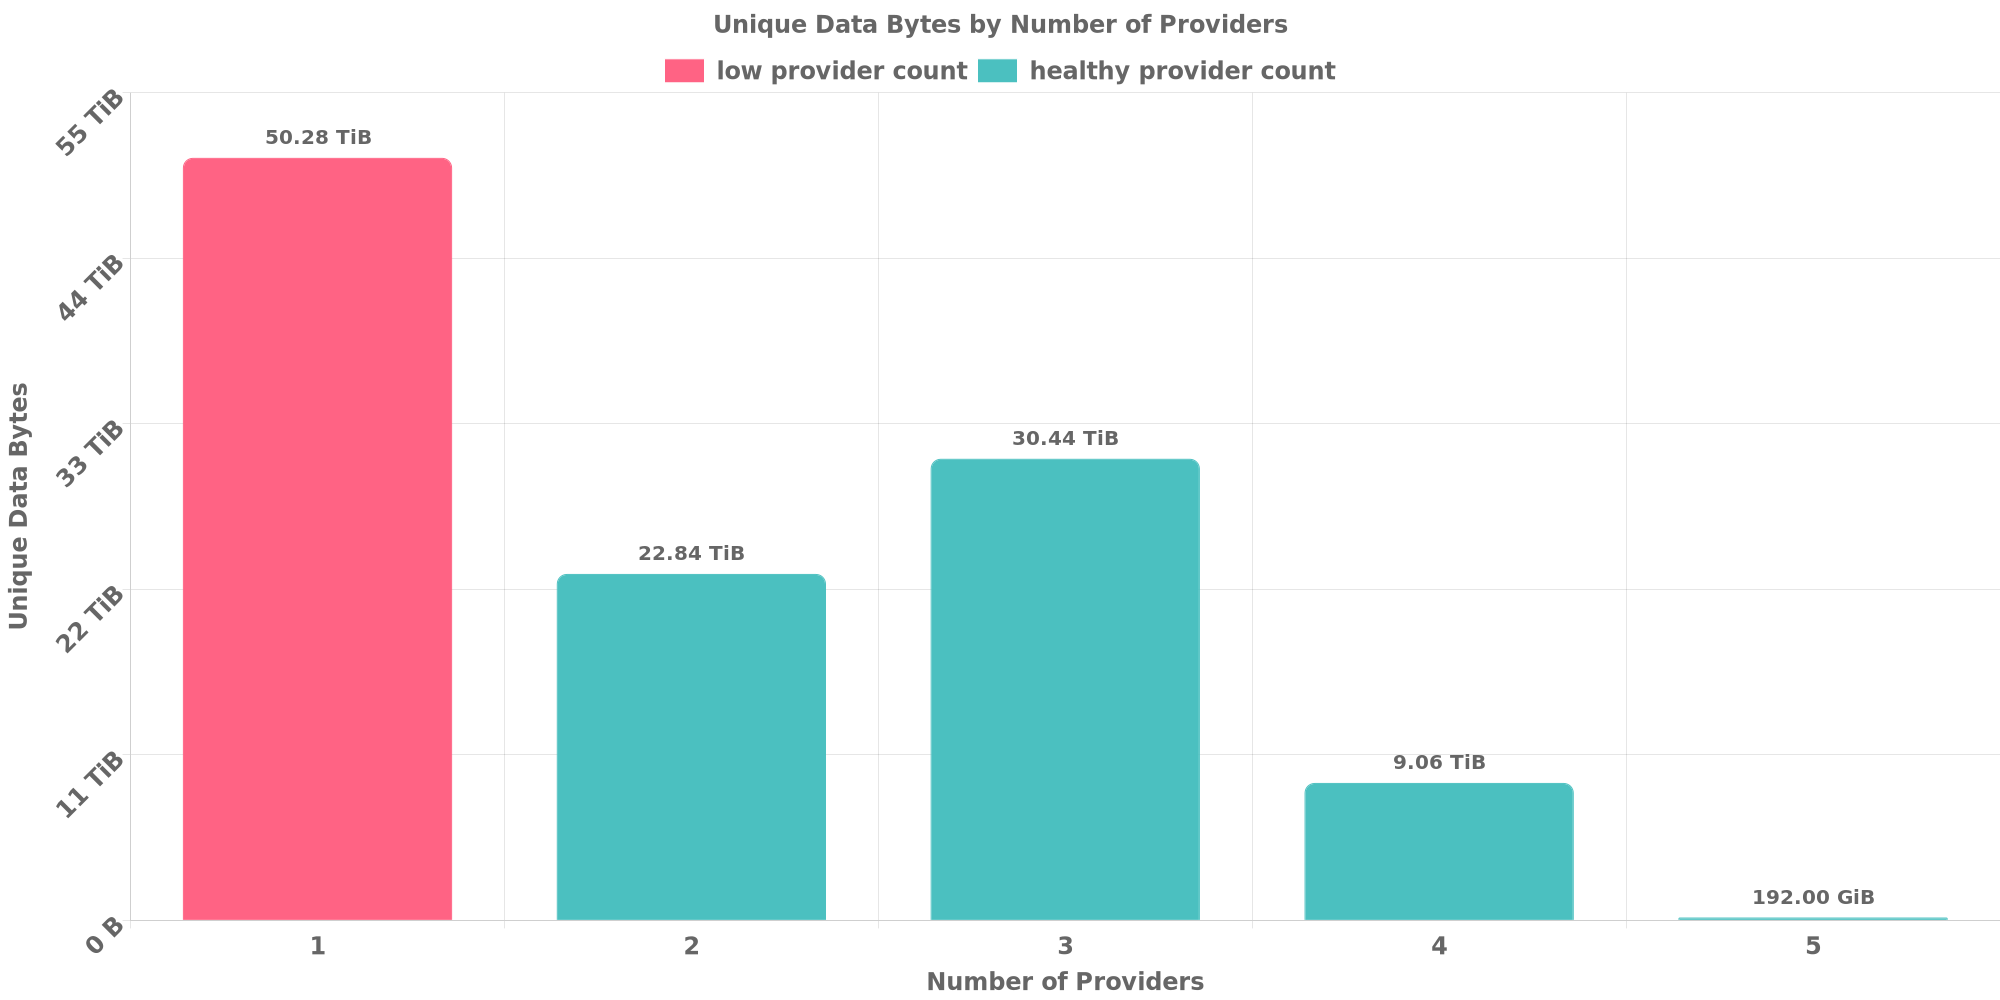 Unique Data Bytes by Number of Providers
low provider count healthy provider count
55 TiB
44 TiB
33 TiB
22 TiB
11 TiB
0 B
Unique Data Bytes
50.28 TiB
22.84 TiB
30.44 TiB
9.06 TiB
192.00 GiB
1 2 3 4 5
Number of Providers